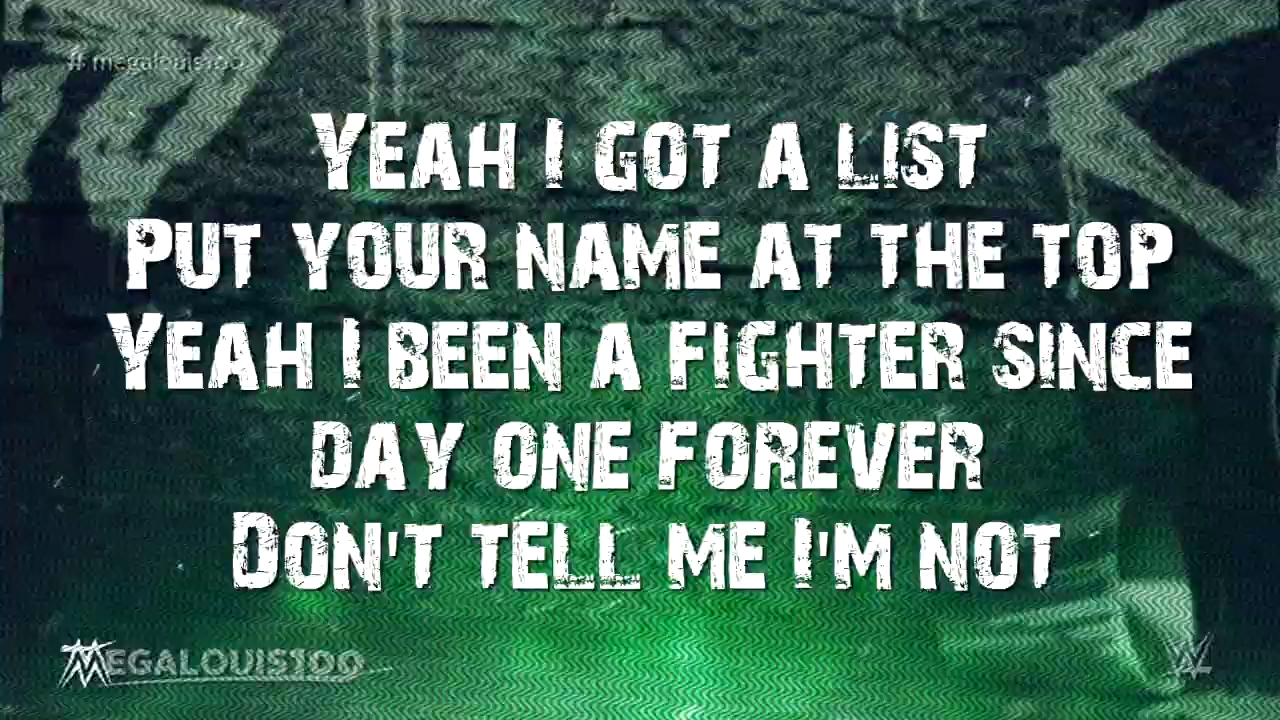 # megalouis100
YEAH I GOT A LIST
PUT YOUR NAME AT THE TOP
YEAH I BEEN A FIGHTER SINCE
DAY ONE FOREVER
DON'T TELL ME I'M NOT
MEGALOUIS100
W